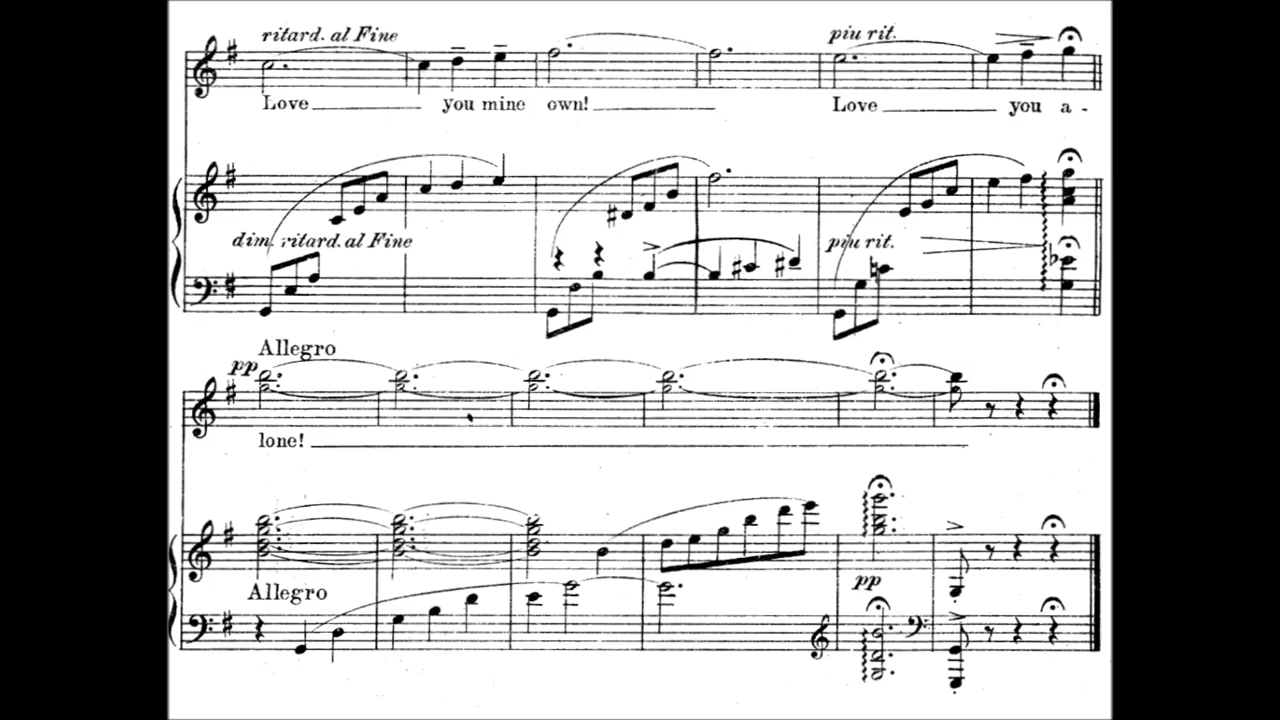 ritard. al Fine piu rit.
Love you mine own! Love you a-
dim. ritard. al Fine piu rit.
Allegro
pp
lone!
Allegro
pp